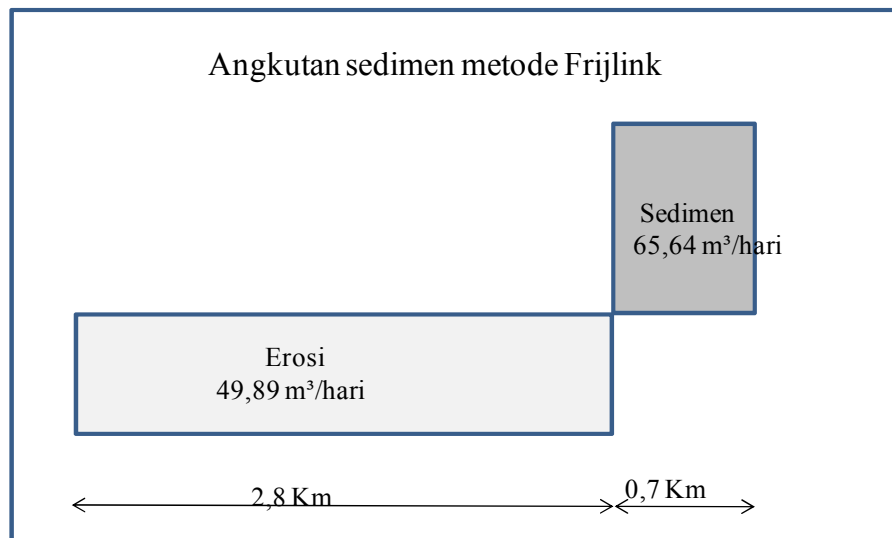 Angkutan sedimen metode Frijlink
Sedimen
65,64 m³/hari
Erosi
49,89 m³/hari
2,8 Km
0,7 Km